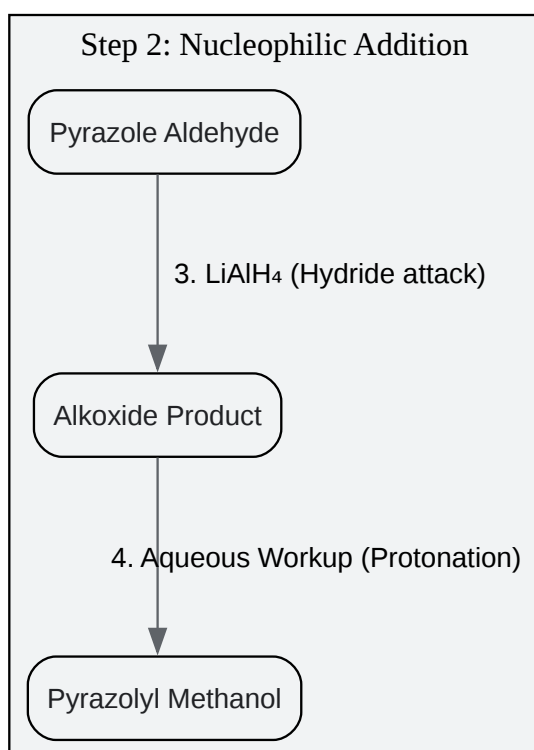 Step 2: Nucleophilic Addition
Pyrazole Aldehyde
3. LiAlH₄ (Hydride attack)
Alkoxide Product
4. Aqueous Workup (Protonation)
Pyrazolyl Methanol